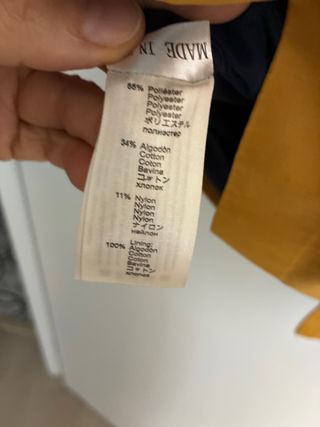 MADE IN
55% Poliéster
Polyester
Polyester
Polyester
ポリエステル
полиэстер
34% Algodón
Cotton
Coton
Bavina
コットン
хлопок
11% Nylon
Nylon
Nylon
Nylon
ナイロン
нейлон
100% Lining:
Algodón
Cotton
Coton
Bavina
コットン
хлопок